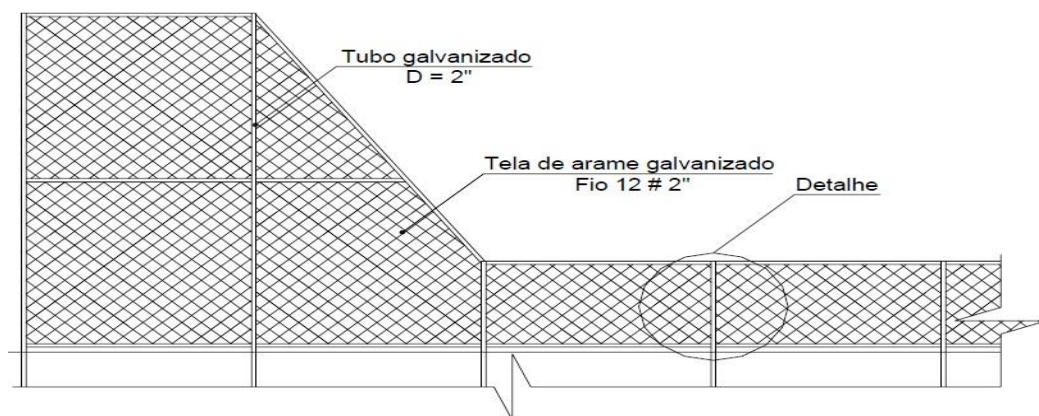 Tubo galvanizado
D = 2"
Tela de arame galvanizado
Fio 12 # 2"
Detalhe